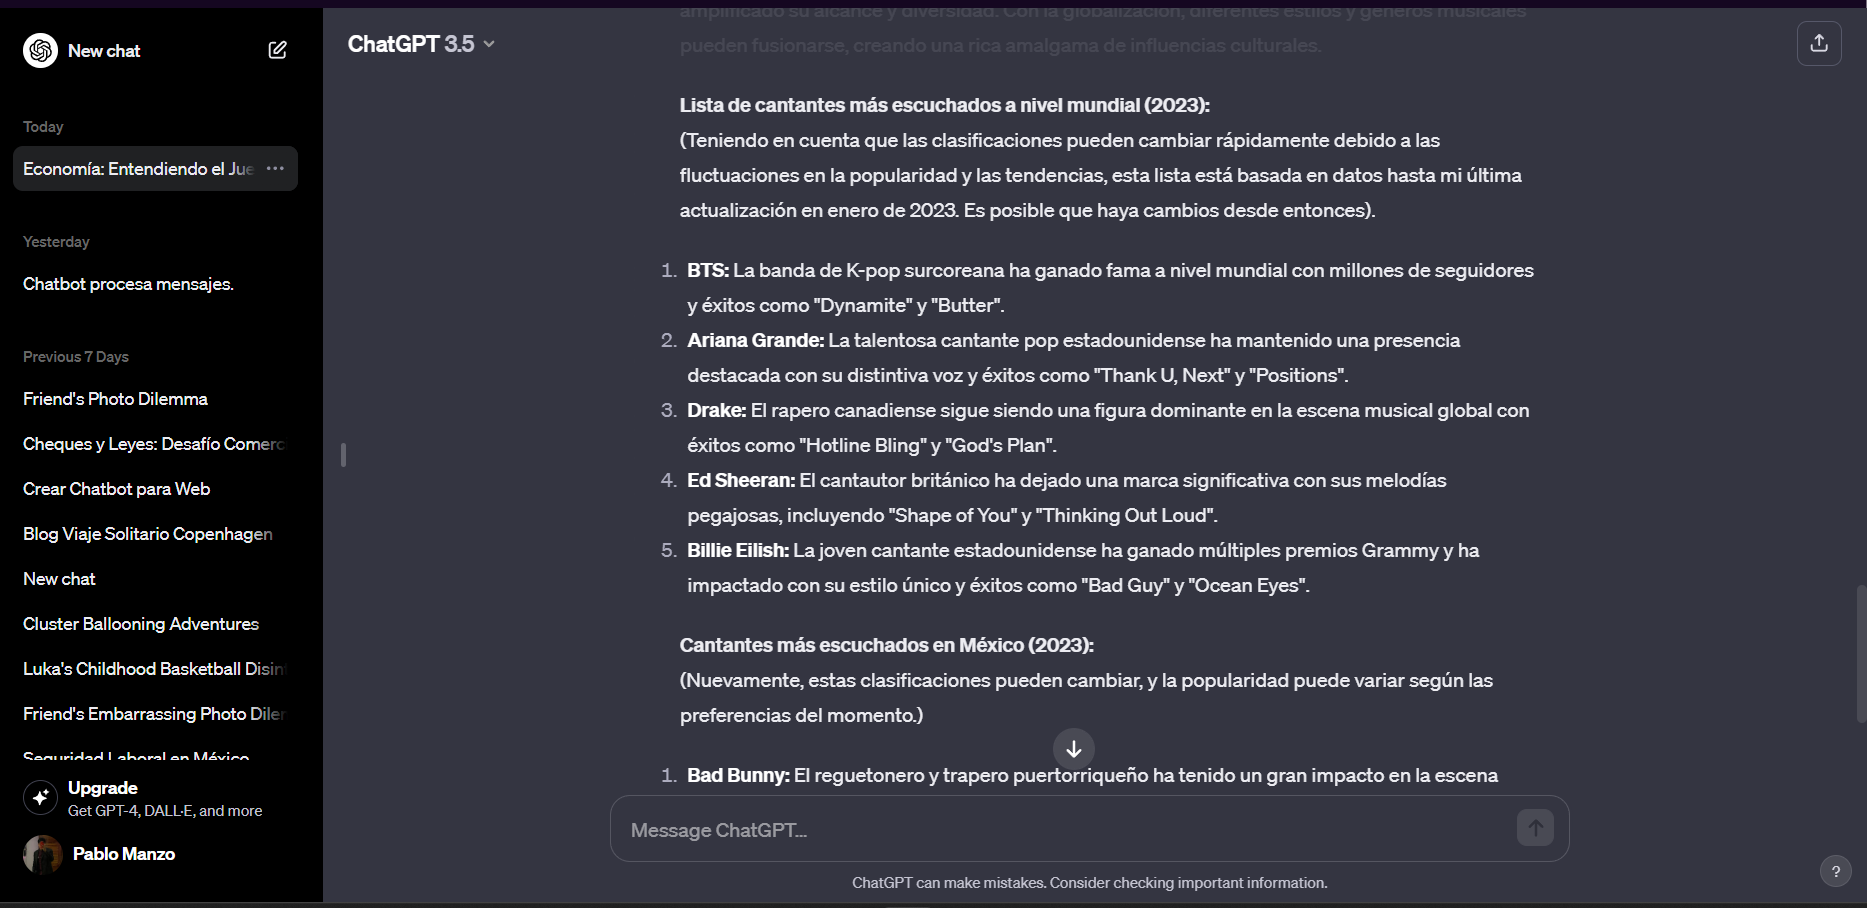 New chat
Today
Economía: Entendiendo el Jue
Yesterday
Chatbot procesa mensajes.
Previous 7 Days
Friend's Photo Dilemma
Cheques y Leyes: Desafío Comerc
Crear Chatbot para Web
Blog Viaje Solitario Copenhagen
New chat
Cluster Ballooning Adventures
Luka's Childhood Basketball Disint
Friend's Embarrassing Photo Diler
Seguridad Laboral en México
Upgrade
Get GPT-4, DALL·E, and more
Pablo Manzo
ChatGPT 3.5
amplificado su alcance y diversidad. Con la globalización, diferentes estilos y géneros musicales
pueden fusionarse, creando una rica amalgama de influencias culturales.
Lista de cantantes más escuchados a nivel mundial (2023):
(Teniendo en cuenta que las clasificaciones pueden cambiar rápidamente debido a las
fluctuaciones en la popularidad y las tendencias, esta lista está basada en datos hasta mi última
actualización en enero de 2023. Es posible que haya cambios desde entonces).
1. BTS: La banda de K-pop surcoreana ha ganado fama a nivel mundial con millones de seguidores
y éxitos como "Dynamite" y "Butter".
2. Ariana Grande: La talentosa cantante pop estadounidense ha mantenido una presencia
destacada con su distintiva voz y éxitos como "Thank U, Next" y "Positions".
3. Drake: El rapero canadiense sigue siendo una figura dominante en la escena musical global con
éxitos como "Hotline Bling" y "God's Plan".
4. Ed Sheeran: El cantautor británico ha dejado una marca significativa con sus melodías
pegajosas, incluyendo "Shape of You" y "Thinking Out Loud".
5. Billie Eilish: La joven cantante estadounidense ha ganado múltiples premios Grammy y ha
impactado con su estilo único y éxitos como "Bad Guy" y "Ocean Eyes".
Cantantes más escuchados en México (2023):
(Nuevamente, estas clasificaciones pueden cambiar, y la popularidad puede variar según las
preferencias del momento.)
1. Bad Bunny: El reguetonero y trapero puertorriqueño ha tenido un gran impacto en la escena
Message ChatGPT...
ChatGPT can make mistakes. Consider checking important information.
?